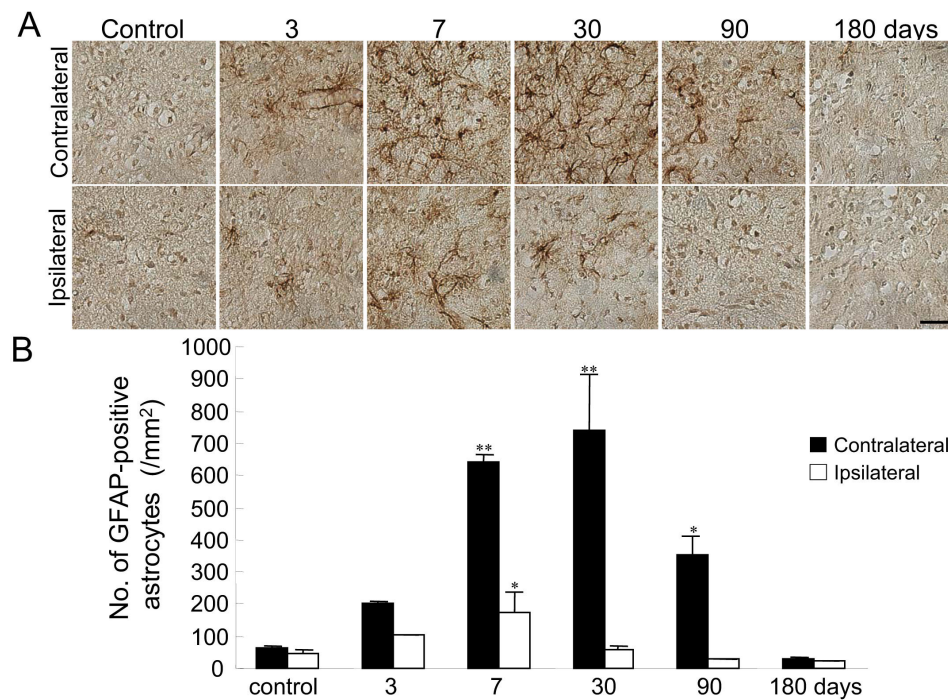 A
Control 3 7 30 90 180 days
Contralateral
Ipsilateral
B
No. of GFAP-positive
astrocytes (/mm²)
1000
900
800
700
600
500
400
300
200
100
0
**
*
**
*
Contralateral
Ipsilateral
control 3 7 30 90 180 days